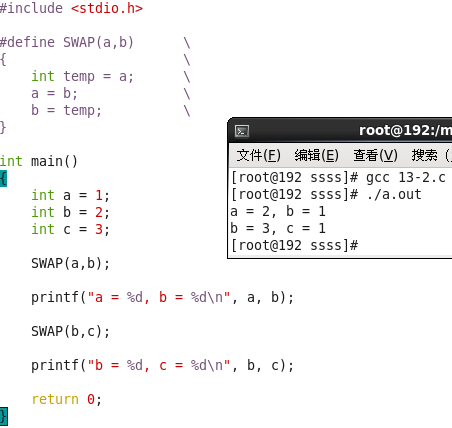 #include <stdio.h>
#define SWAP(a,b)      \
{                      \
    int temp = a;      \
    a = b;             \
    b = temp;          \
}
int main()
{
    int a = 1;
    int b = 2;
    int c = 3;
    SWAP(a,b);
    printf("a = %d, b = %d\n", a, b);
    SWAP(b,c);
    printf("b = %d, c = %d\n", b, c);
    return 0;
}
root@192:/m
文件(F) 编辑(E) 查看(V) 搜索 (
[root@192 ssss]# gcc 13-2.c
[root@192 ssss]# ./a.out
a = 2, b = 1
b = 3, c = 1
[root@192 ssss]#